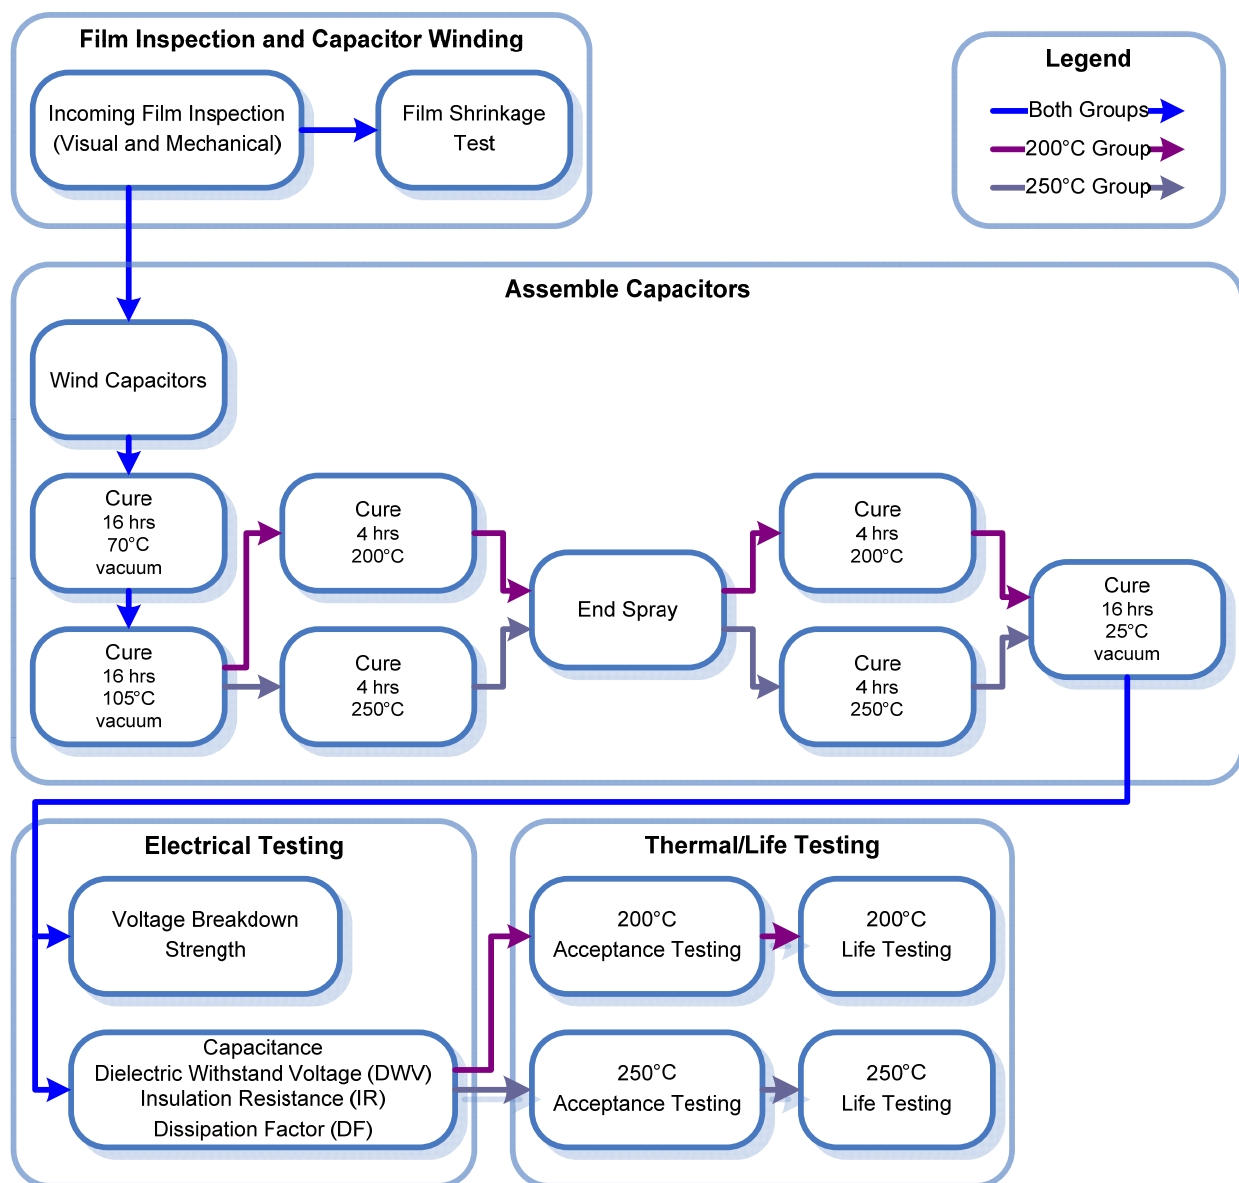 Film Inspection and Capacitor Winding
Incoming Film Inspection
(Visual and Mechanical)
Film Shrinkage
Test
Legend
Both Groups
200°C Group
250°C Group
Assemble Capacitors
Wind Capacitors
Cure
16 hrs
70°C
vacuum
Cure
16 hrs
105°C
vacuum
Cure
4 hrs
200°C
Cure
4 hrs
250°C
End Spray
Cure
4 hrs
200°C
Cure
4 hrs
250°C
Cure
16 hrs
25°C
vacuum
Electrical Testing
Voltage Breakdown
Strength
Capacitance
Dielectric Withstand Voltage (DWV)
Insulation Resistance (IR)
Dissipation Factor (DF)
Thermal/Life Testing
200°C
Acceptance Testing
200°C
Life Testing
250°C
Acceptance Testing
250°C
Life Testing